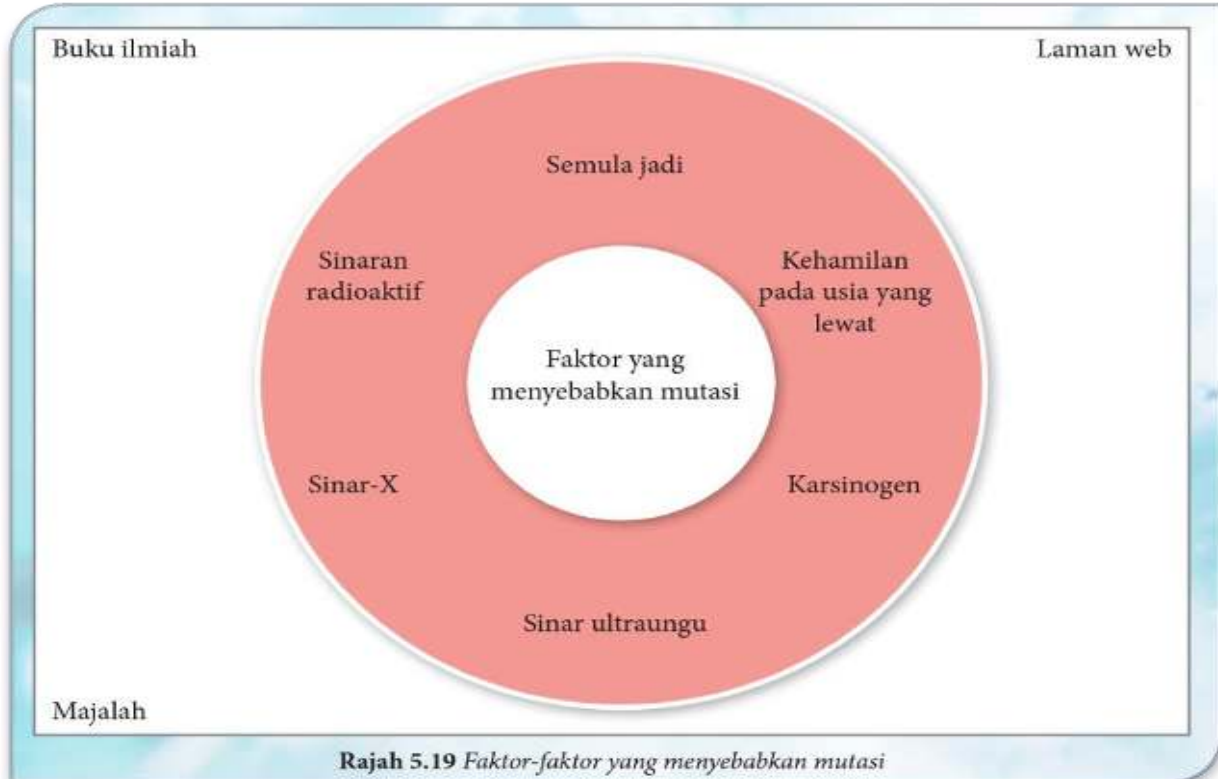 Buku ilmiah
Laman web
Semula jadi
Sinaran
radioaktif
Kehamilan
pada usia yang
lewat
Faktor yang
menyebabkan mutasi
Sinar-X
Karsinogen
Sinar ultraungu
Majalah
Rajah 5.19 Faktor-faktor yang menyebabkan mutasi